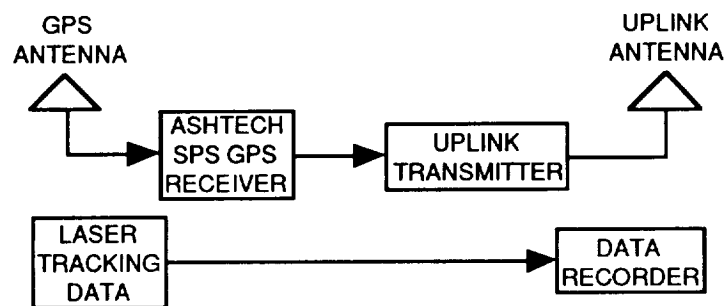 GPS
ANTENNA
UPLINK
ANTENNA
ASHTECH
SPS GPS
RECEIVER
UPLINK
TRANSMITTER
LASER
TRACKING
DATA
DATA
RECORDER